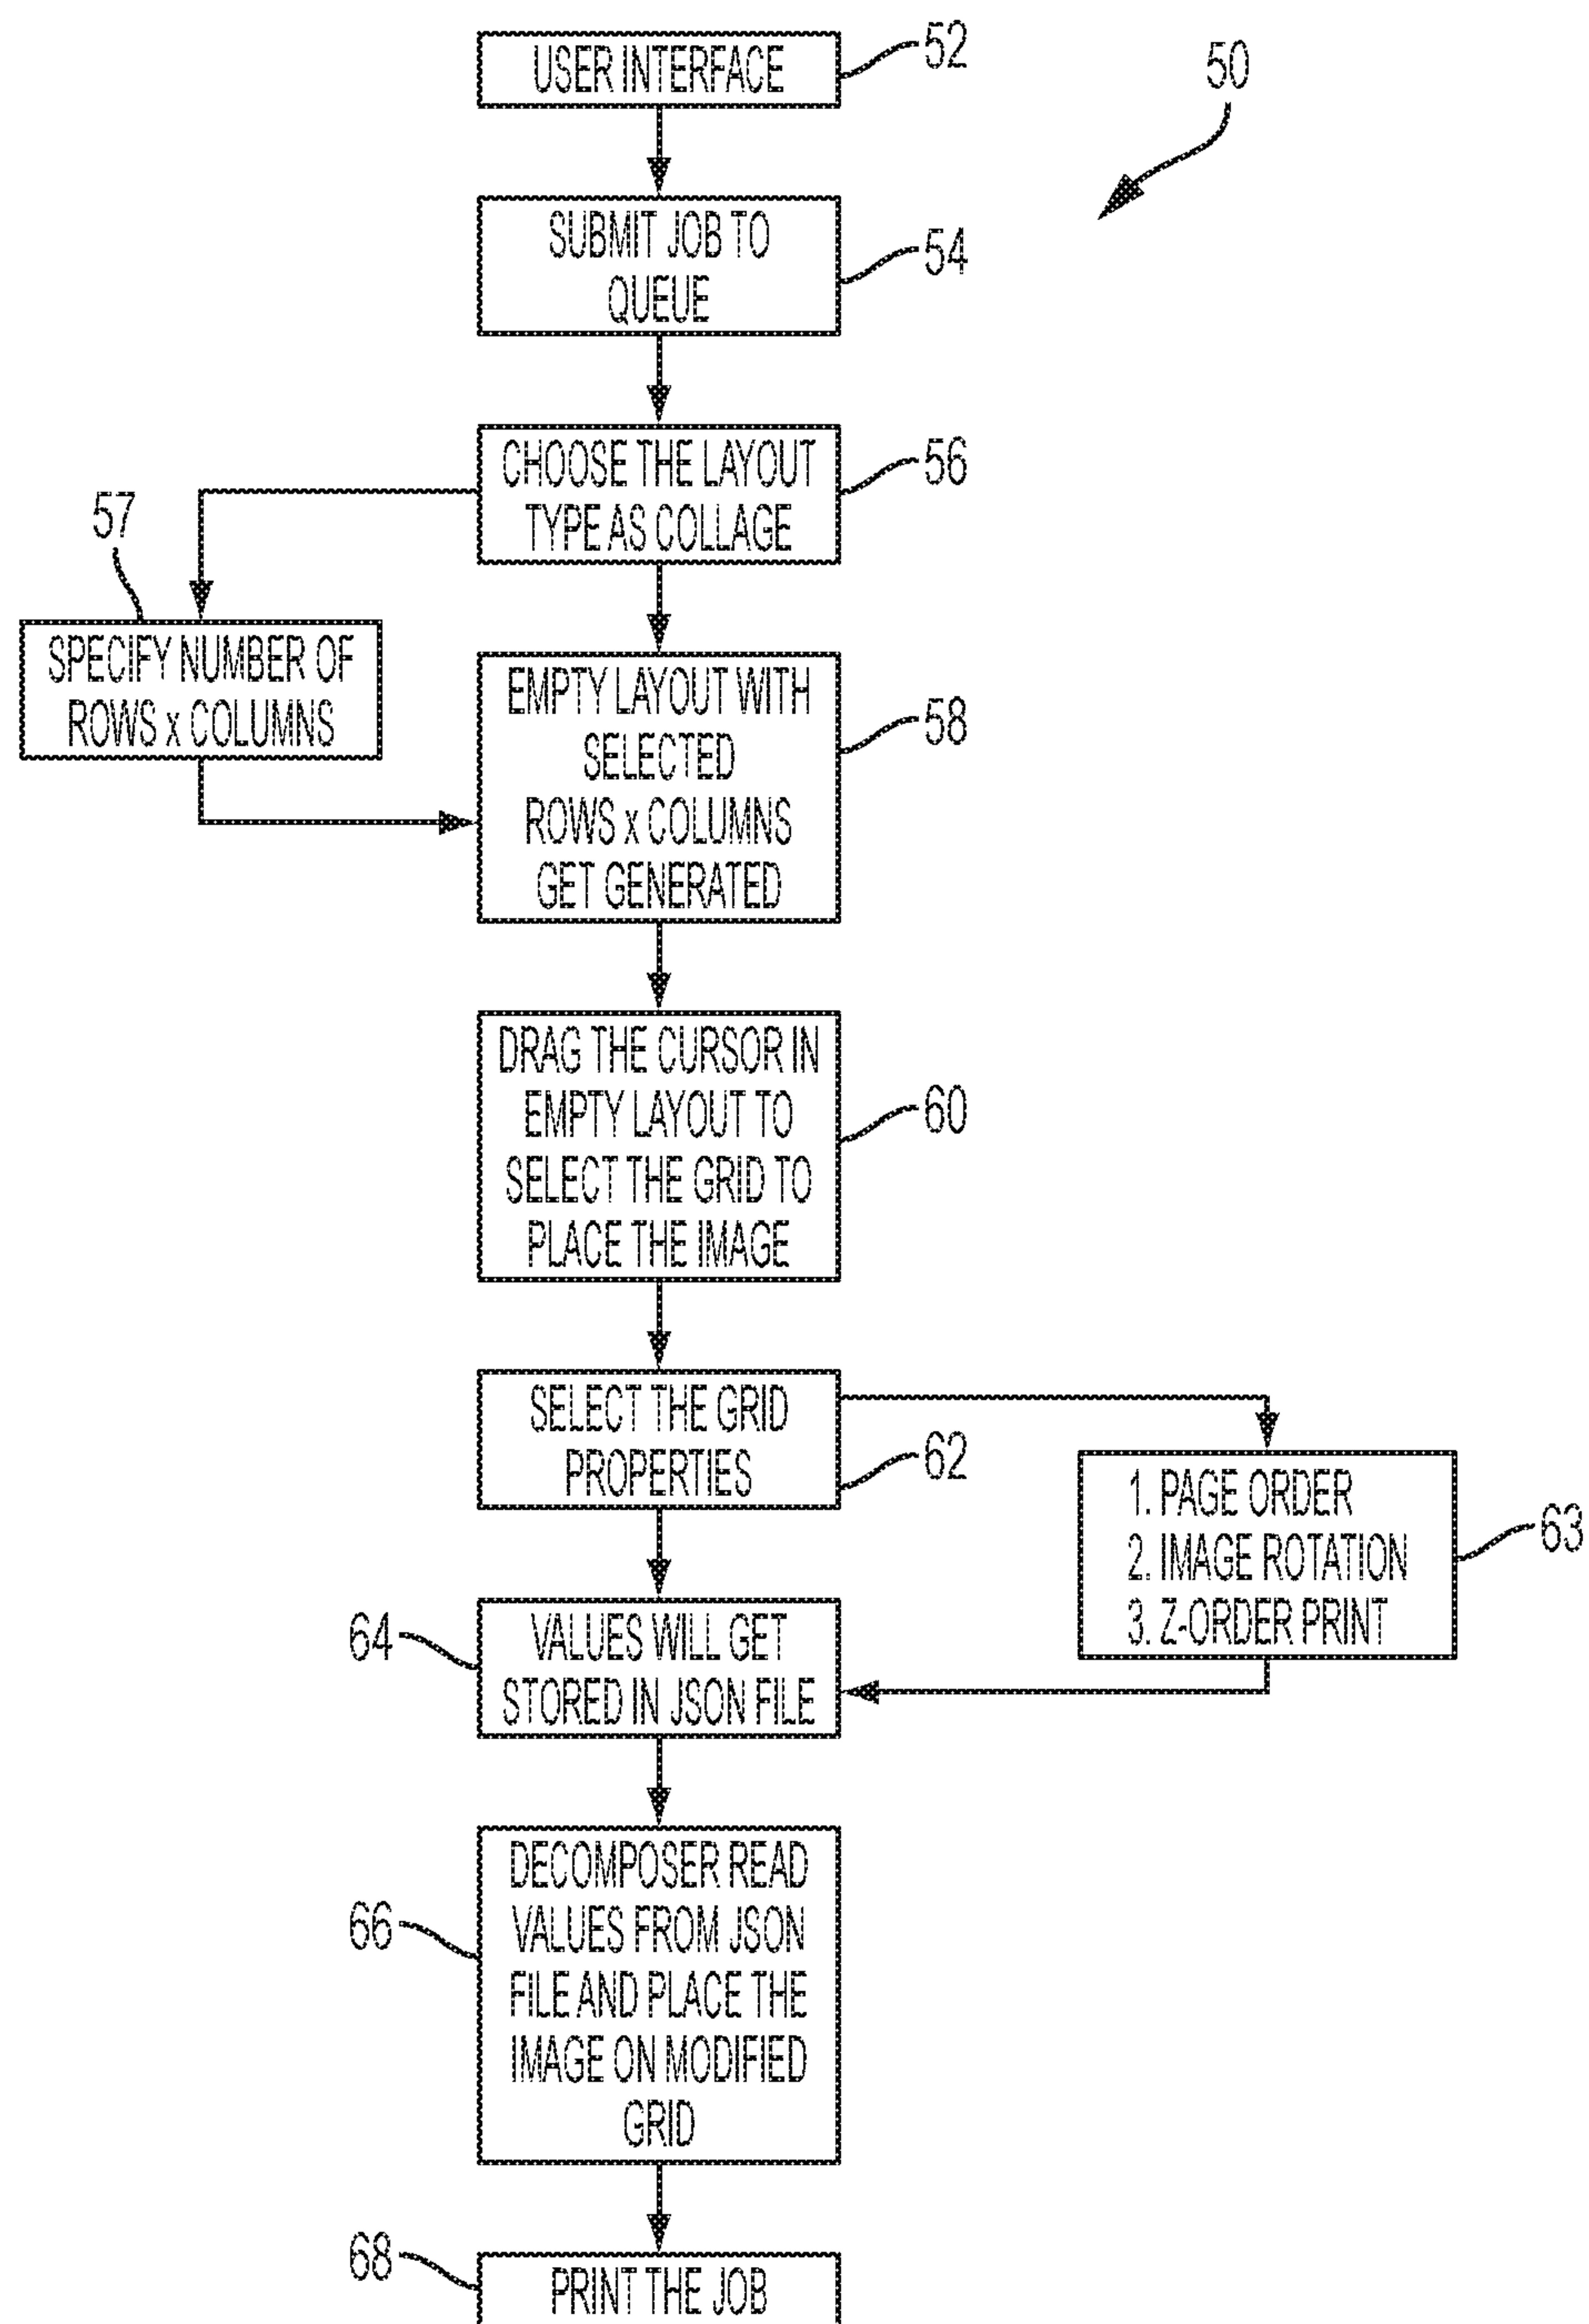 USER INTERFACE
52
50
SUBMIT JOB TO
QUEUE
54
CHOOSE THE LAYOUT
TYPE AS COLLAGE
56
57
SPECIFY NUMBER OF
ROWS x COLUMNS
EMPTY LAYOUT WITH
SELECTED
ROWS x COLUMNS
GET GENERATED
58
DRAG THE CURSOR IN
EMPTY LAYOUT TO
SELECT THE GRID TO
PLACE THE IMAGE
60
SELECT THE GRID
PROPERTIES
62
1. PAGE ORDER
2. IMAGE ROTATION
3. Z-ORDER PRINT
63
64
VALUES WILL GET
STORED IN JSON FILE
66
DECOMPOSER READ
VALUES FROM JSON
FILE AND PLACE THE
IMAGE ON MODIFIED
GRID
68
PRINT THE JOB